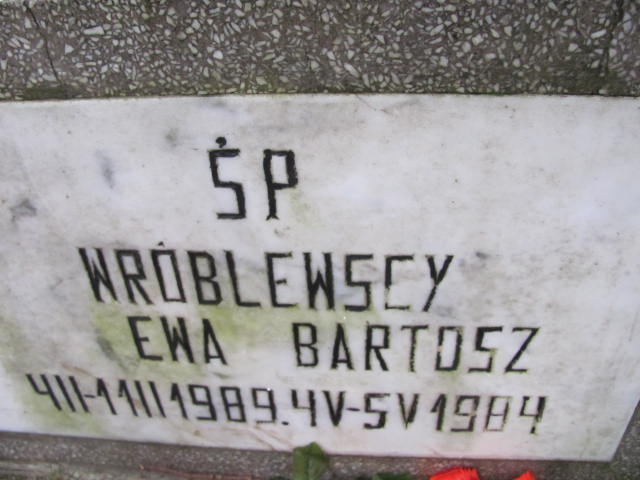 ŚP
WRÓBLEWSCY
EWA BARTOSZ
4II-11II1989.4V-5V1984